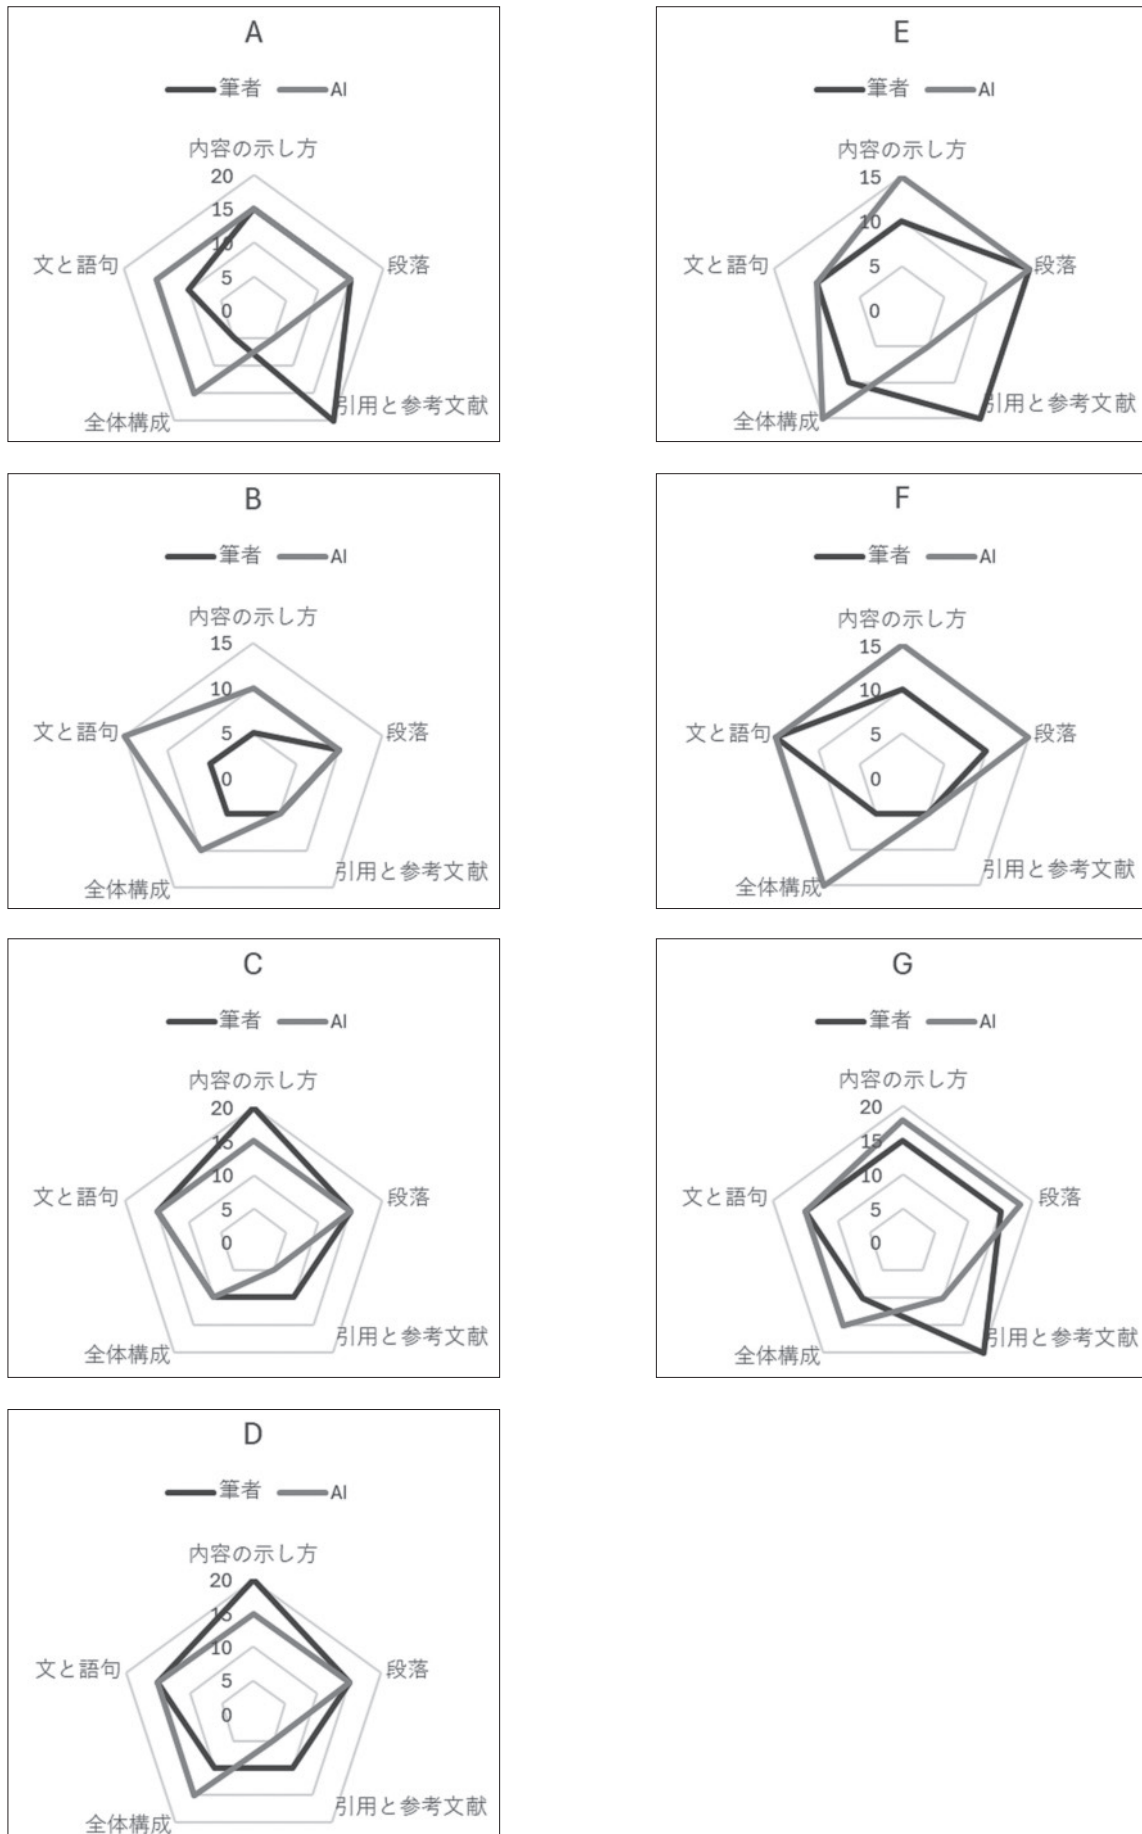 A
筆者 AI
内容の示し方
20
15
10
5
0
文と語句
段落
引用と参考文献
全体構成
B
筆者 AI
内容の示し方
15
10
5
0
文と語句
段落
引用と参考文献
全体構成
C
筆者 AI
内容の示し方
20
15
10
5
0
文と語句
段落
引用と参考文献
全体構成
D
筆者 AI
内容の示し方
20
15
10
5
0
文と語句
段落
引用と参考文献
全体構成
E
筆者 AI
内容の示し方
15
10
5
0
文と語句
段落
引用と参考文献
全体構成
F
筆者 AI
内容の示し方
15
10
5
0
文と語句
段落
引用と参考文献
全体構成
G
筆者 AI
内容の示し方
20
15
10
5
0
文と語句
段落
引用と参考文献
全体構成